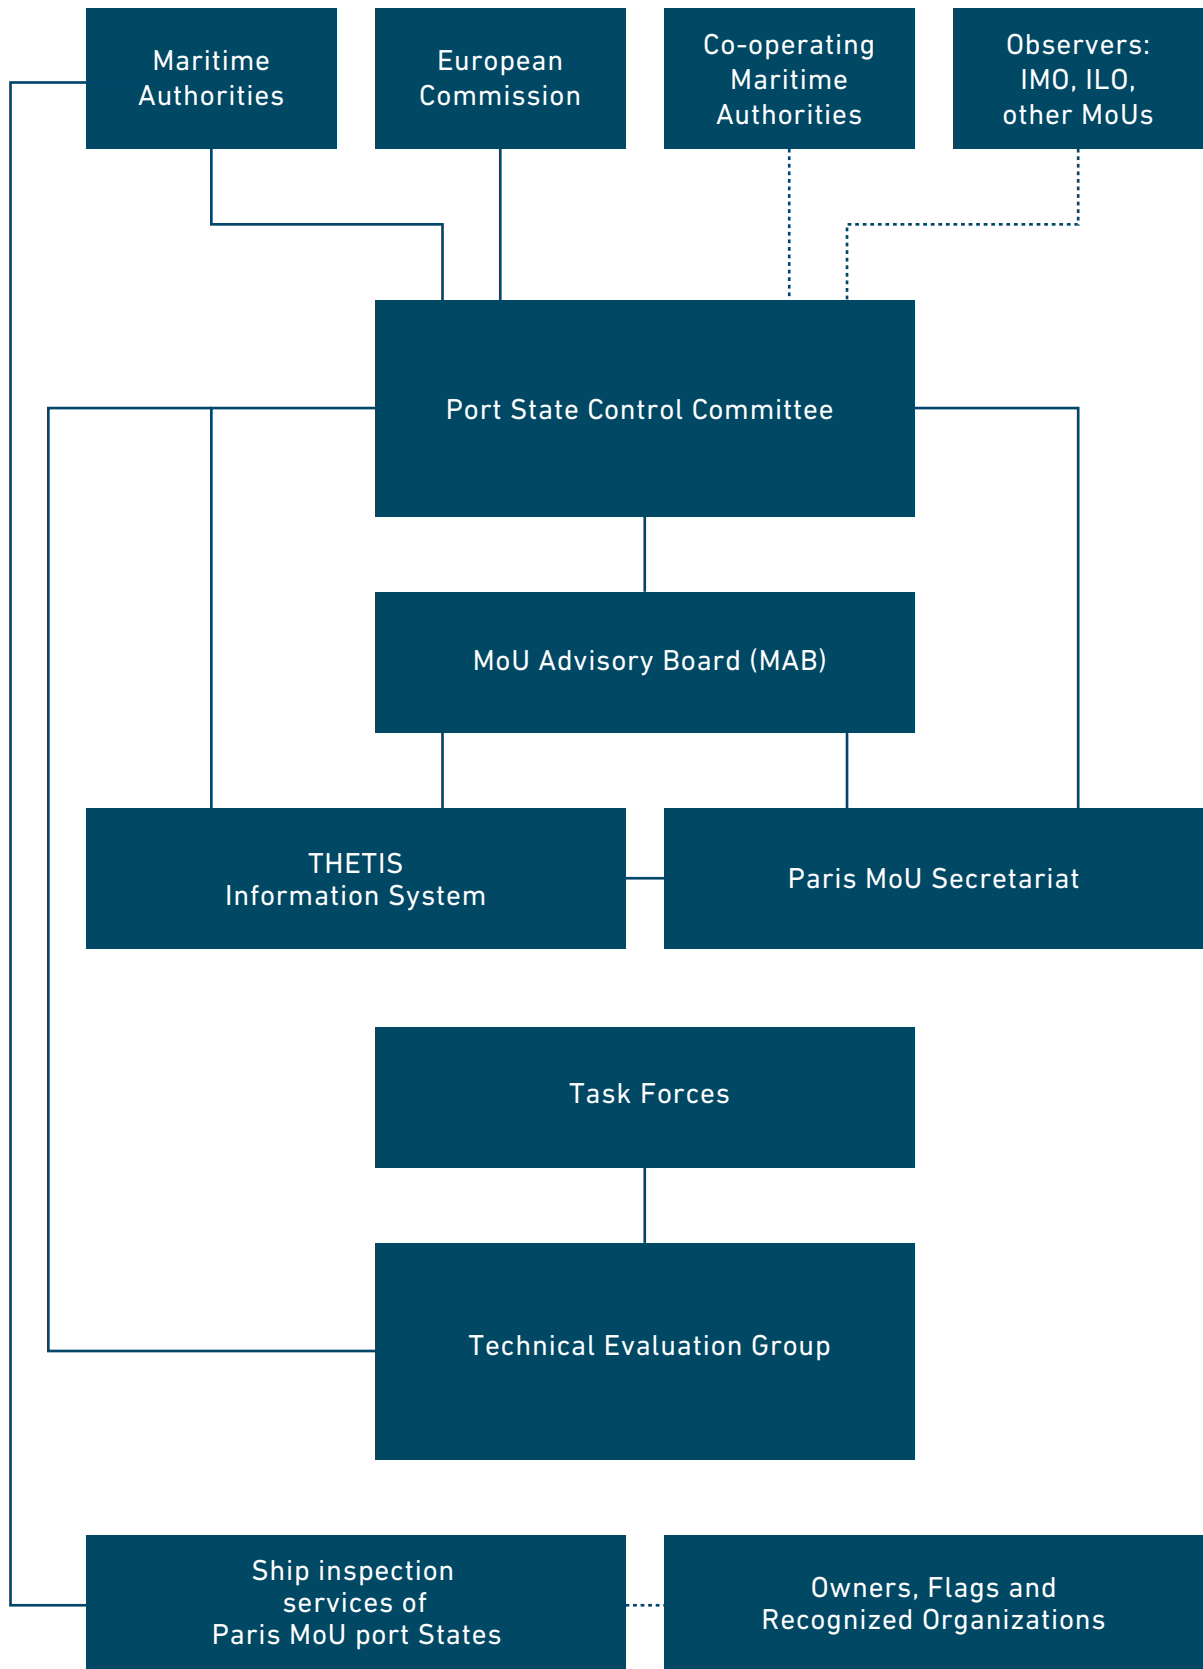 Maritime
Authorities
European
Commission
Co-operating
Maritime
Authorities
Observers:
IMO, ILO,
other MoUs
Port State Control Committee
MoU Advisory Board (MAB)
THETIS
Information System
Paris MoU Secretariat
Task Forces
Technical Evaluation Group
Ship inspection
services of
Paris MoU port States
Owners, Flags and
Recognized Organizations